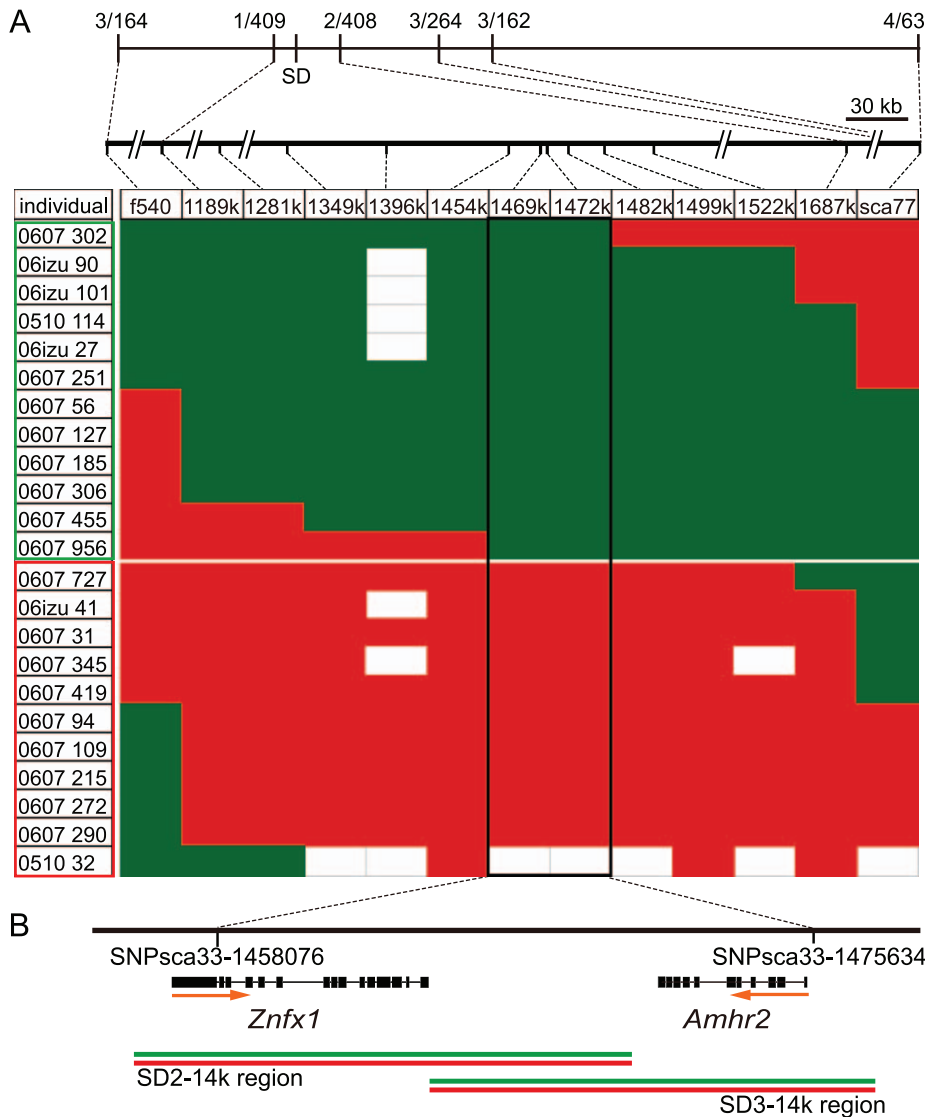 A
3/164 1/409 2/408 3/264 3/162 4/63
SD
30 kb
individual f540 1189k 1281k 1349k 1396k 1454k 1469k 1472k 1482k 1499k 1522k 1687k sca77
0607 302
06izu 90
06izu 101
0510 114
06izu 27
0607 251
0607 56
0607 127
0607 185
0607 306
0607 455
0607 956
0607 727
06izu 41
0607 31
0607 345
0607 419
0607 94
0607 109
0607 215
0607 272
0607 290
0510 32
B
SNPsca33-1458076 SNPsca33-1475634
Znfx1 Amhr2
SD2-14k region
SD3-14k region